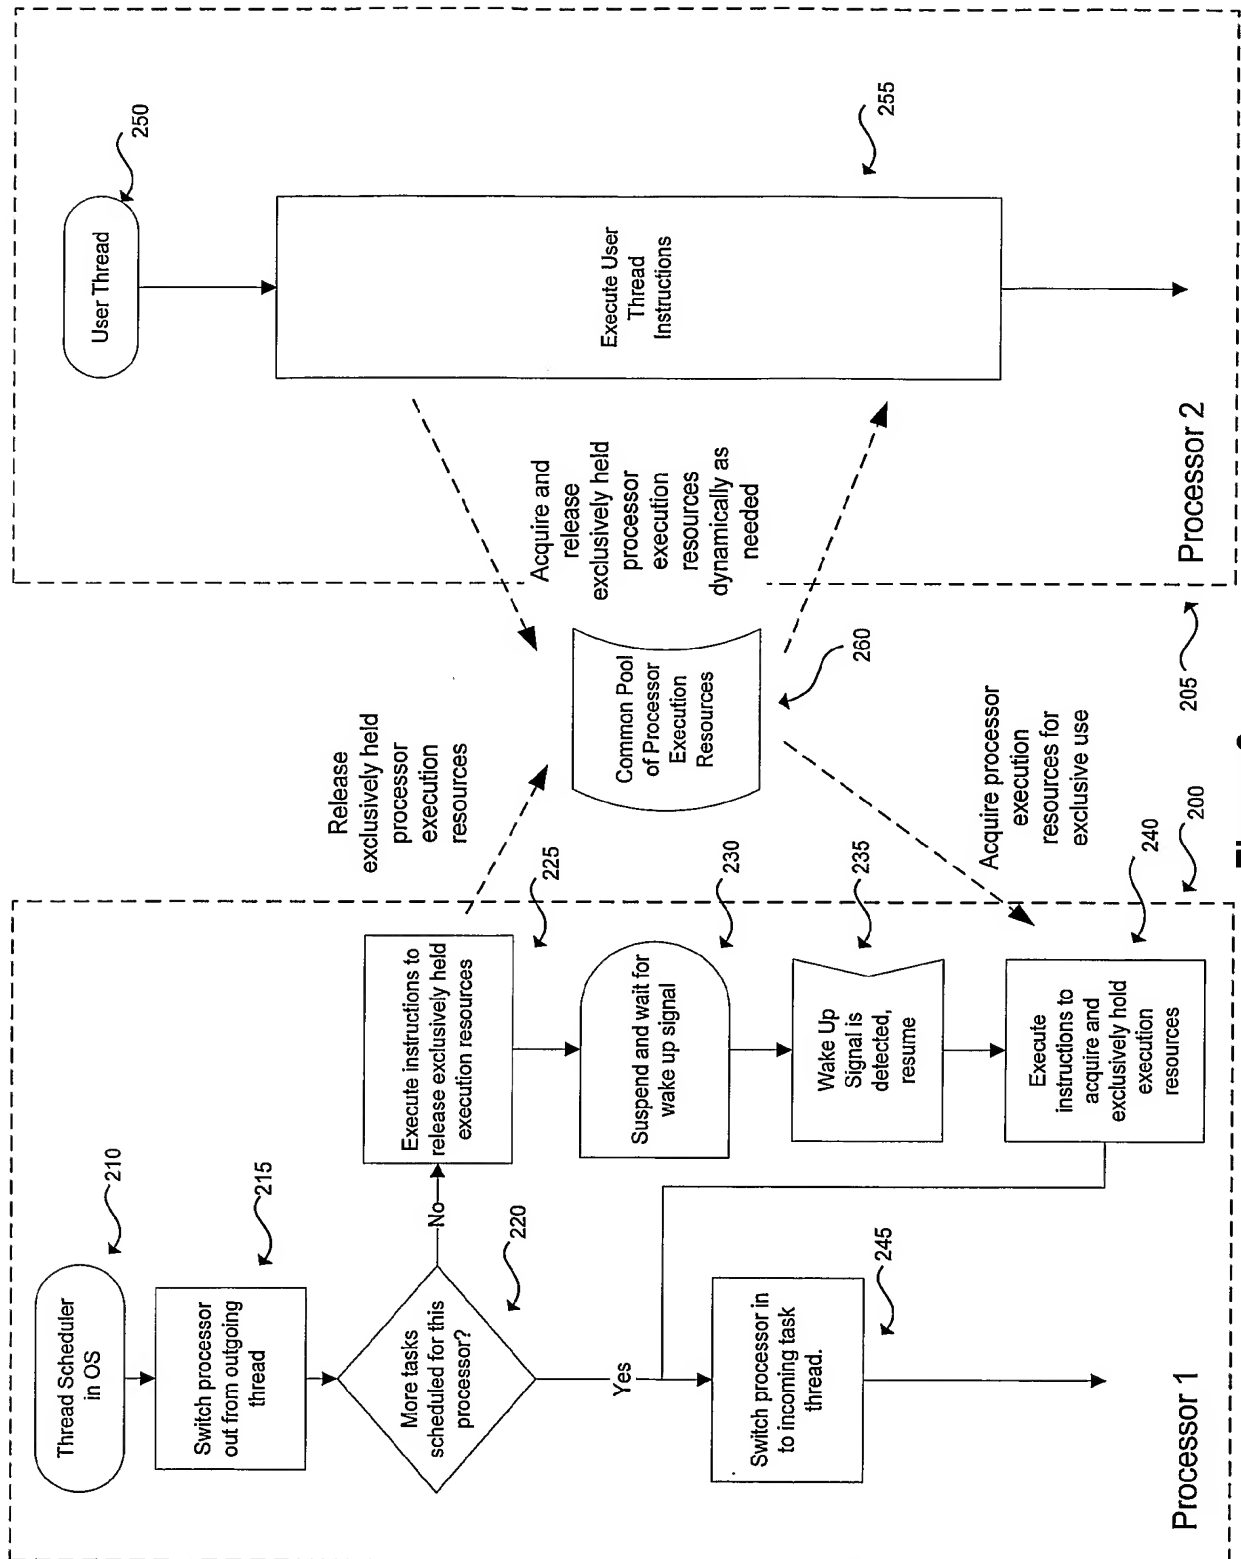 Thread Scheduler
in OS
210
Switch processor
out from outgoing
thread
215
More tasks
scheduled for this
processor?
220
No
Yes
Execute instructions to
release exclusively held
execution resources
225
Suspend and wait for
wake up signal
230
Wake Up
Signal is
detected,
resume
235
Execute
instructions to
acquire and
exclusively hold
execution
resources
240
Switch processor in
to incoming task
thread.
245
Processor 1
200
Release
exclusively held
processor
execution
resources
Common Pool
of Processor
Execution
Resources
260
Acquire processor
execution
resources for
exclusive use
Acquire and
release
exclusively held
processor
execution
resources
dynamically as
needed
User Thread
250
Execute User
Thread
Instructions
255
Processor 2
205